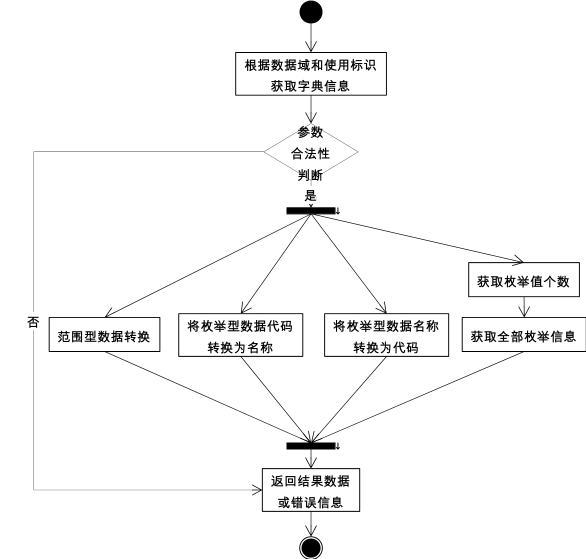 根据数据域和使用标识
获取字典信息
参数
合法性
判断
是
获取枚举值个数
否
范围型数据转换
将枚举型数据代码
转换为名称
将枚举型数据名称
转换为代码
获取全部枚举信息
返回结果数据
或错误信息